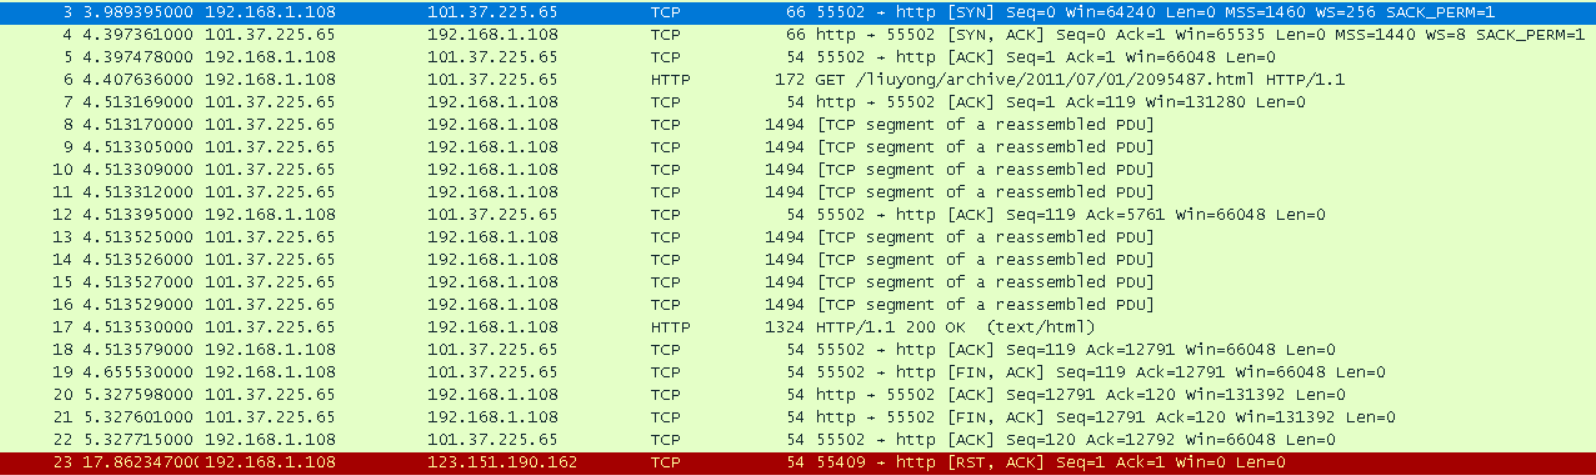 3 3.989395000 192.168.1.108 101.37.225.65 TCP 66 55502 → http [SYN] Seq=0 Win=64240 Len=0 MSS=1460 WS=256 SACK_PERM=1
4 4.397361000 101.37.225.65 192.168.1.108 TCP 66 http → 55502 [SYN, ACK] Seq=0 Ack=1 Win=65535 Len=0 MSS=1440 WS=8 SACK_PERM=1
5 4.397478000 192.168.1.108 101.37.225.65 TCP 54 55502 → http [ACK] Seq=1 Ack=1 Win=66048 Len=0
6 4.407636000 192.168.1.108 101.37.225.65 HTTP 172 GET /liuyong/archive/2011/07/01/2095487.html HTTP/1.1
7 4.513169000 101.37.225.65 192.168.1.108 TCP 54 http → 55502 [ACK] Seq=1 Ack=119 Win=131280 Len=0
8 4.513170000 101.37.225.65 192.168.1.108 TCP 1494 [TCP segment of a reassembled PDU]
9 4.513305000 101.37.225.65 192.168.1.108 TCP 1494 [TCP segment of a reassembled PDU]
10 4.513309000 101.37.225.65 192.168.1.108 TCP 1494 [TCP segment of a reassembled PDU]
11 4.513312000 101.37.225.65 192.168.1.108 TCP 1494 [TCP segment of a reassembled PDU]
12 4.513395000 192.168.1.108 101.37.225.65 TCP 54 55502 → http [ACK] Seq=119 Ack=5761 Win=66048 Len=0
13 4.513525000 101.37.225.65 192.168.1.108 TCP 1494 [TCP segment of a reassembled PDU]
14 4.513526000 101.37.225.65 192.168.1.108 TCP 1494 [TCP segment of a reassembled PDU]
15 4.513527000 101.37.225.65 192.168.1.108 TCP 1494 [TCP segment of a reassembled PDU]
16 4.513529000 101.37.225.65 192.168.1.108 TCP 1494 [TCP segment of a reassembled PDU]
17 4.513530000 101.37.225.65 192.168.1.108 HTTP 1324 HTTP/1.1 200 OK (text/html)
18 4.513579000 192.168.1.108 101.37.225.65 TCP 54 55502 → http [ACK] Seq=119 Ack=12791 Win=66048 Len=0
19 4.655530000 192.168.1.108 101.37.225.65 TCP 54 55502 → http [FIN, ACK] Seq=119 Ack=12791 Win=66048 Len=0
20 5.327598000 101.37.225.65 192.168.1.108 TCP 54 http → 55502 [ACK] Seq=12791 Ack=120 Win=131392 Len=0
21 5.327601000 101.37.225.65 192.168.1.108 TCP 54 http → 55502 [FIN, ACK] Seq=12791 Ack=120 Win=131392 Len=0
22 5.327715000 192.168.1.108 101.37.225.65 TCP 54 55502 → http [ACK] Seq=120 Ack=12792 Win=66048 Len=0
23 17.862347000 192.168.1.108 123.151.190.162 TCP 54 55409 → http [RST, ACK] Seq=1 Ack=1 Win=0 Len=0